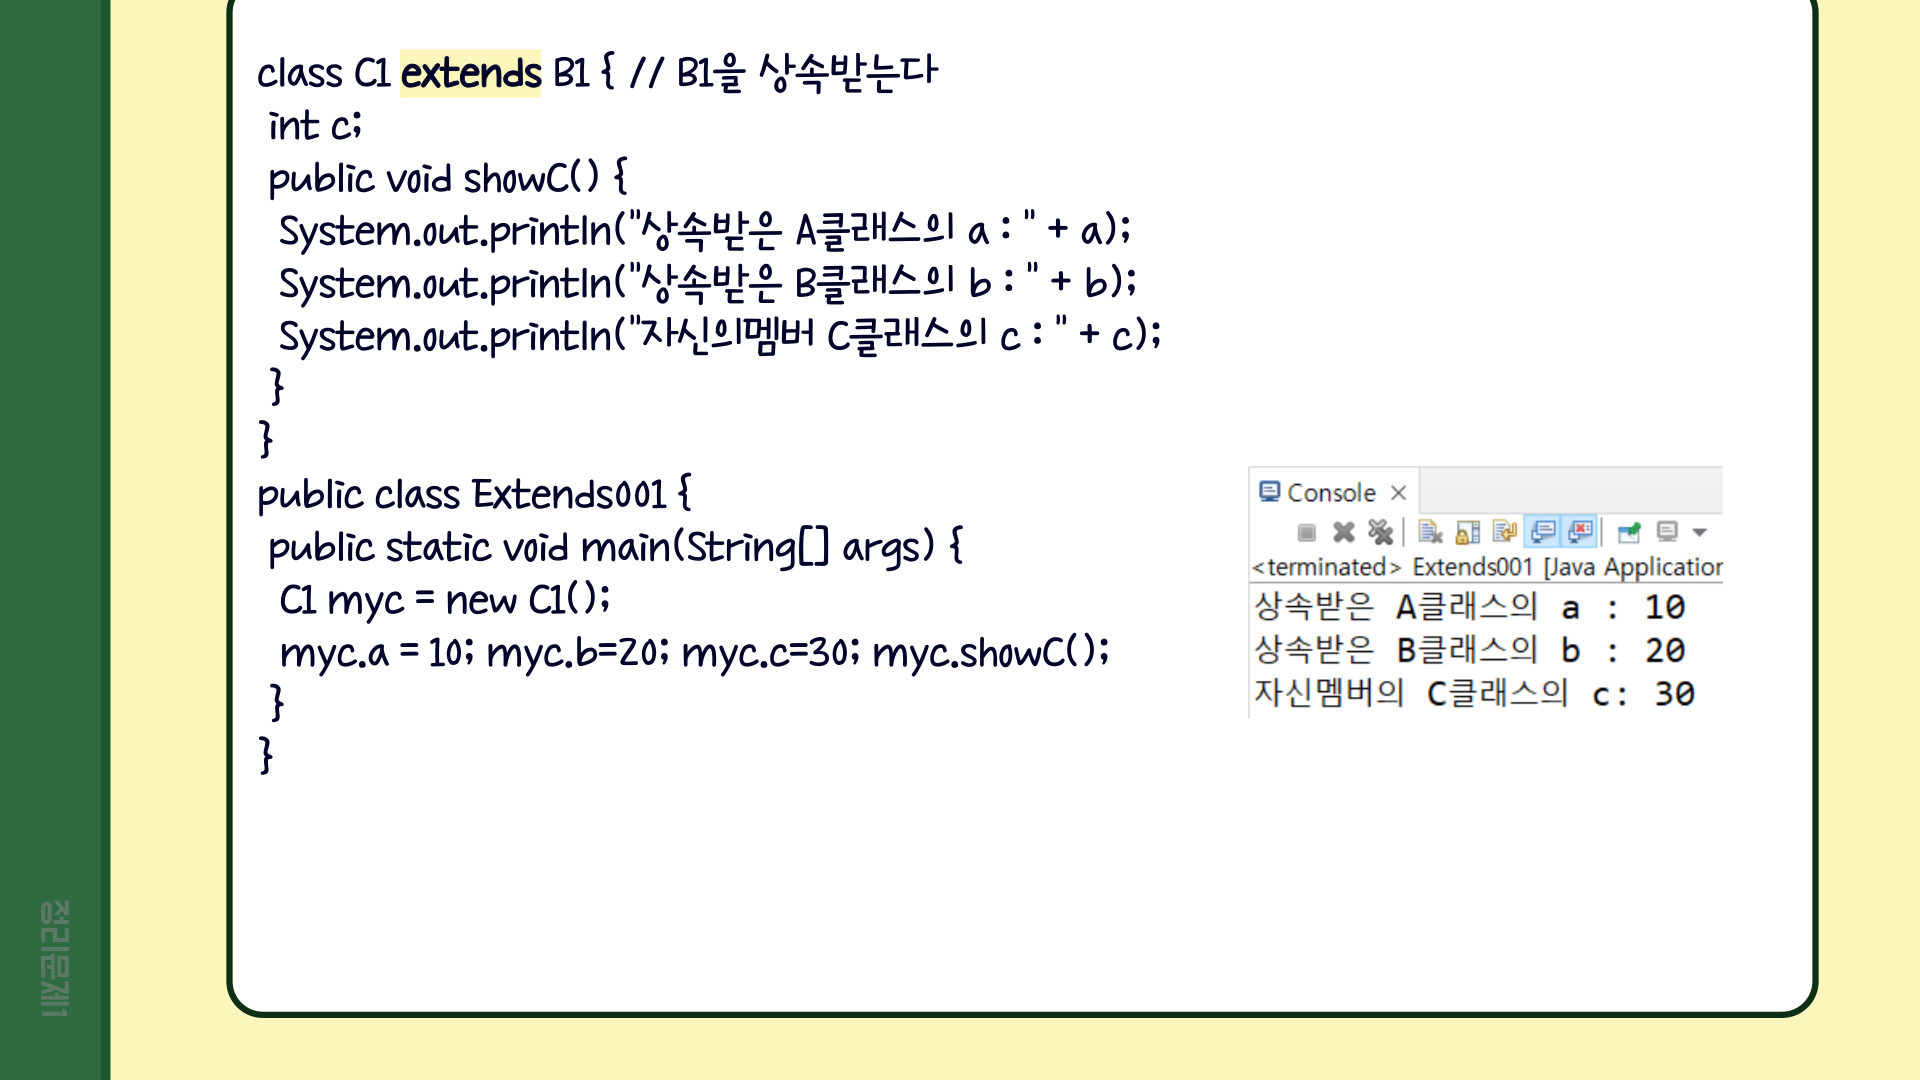 class C1 extends B1 { // B1을 상속받는다
int c;
public void showC() {
System.out.println("상속받은 A클래스의 a : " + a);
System.out.println("상속받은 B클래스의 b : " + b);
System.out.println("자신의멤버 C클래스의 c : " + c);
}
}
public class Extends001 {
public static void main(String[] args) {
C1 myc = new C1();
myc.a = 10; myc.b=20; myc.c=30; myc.showC();
}
}
Console
<terminated> Extends001 [Java Application
상속받은 A클래스의 a : 10
상속받은 B클래스의 b : 20
자신멤버의 C클래스의 c: 30
정리문제1